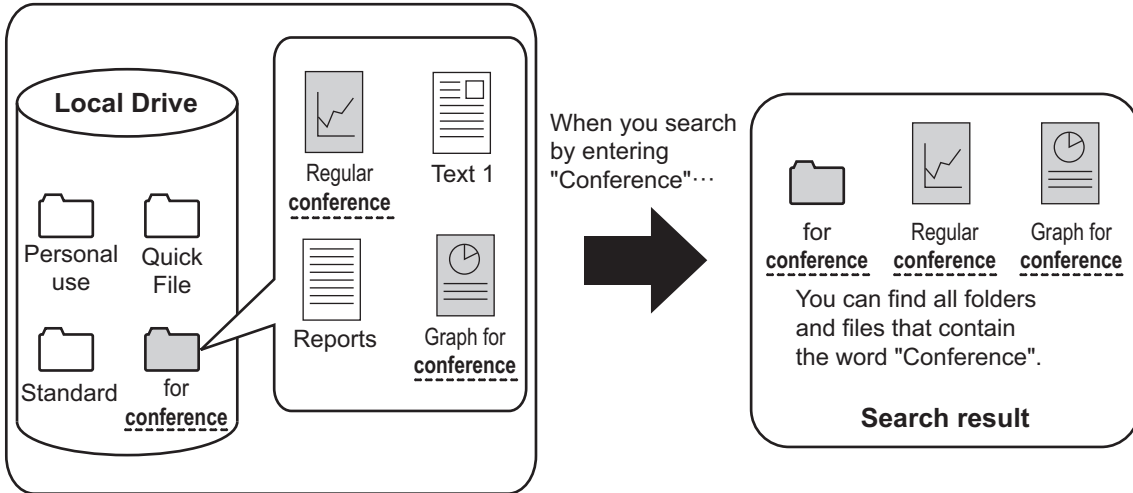 Local Drive
Personal
use
Quick
File
Standard
for
conference
Regular
conference
Text 1
Reports
Graph for
conference
When you search
by entering
"Conference"···
for
conference
Regular
conference
Graph for
conference
You can find all folders
and files that contain
the word "Conference".
Search result